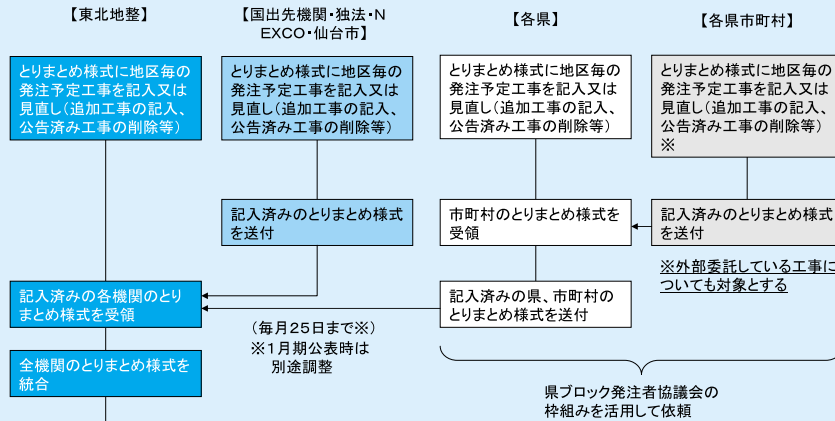 【東北地整】
とりまとめ様式に地区毎の
発注予定工事を記入又は
見直し（追加工事の記入、
公告済み工事の削除等）
記入済みの各機関のとり
まとめ様式を受領
全機関のとりまとめ様式を
統合
【国出先機関・独法・N
EXCO・仙台市】
とりまとめ様式に地区毎の
発注予定工事を記入又は
見直し（追加工事の記入、
公告済み工事の削除等）
記入済みのとりまとめ様式
を送付
（毎月25日まで※）
※1月期公表時は
別途調整
【各県】
とりまとめ様式に地区毎の
発注予定工事を記入又は
見直し（追加工事の記入、
公告済み工事の削除等）
市町村のとりまとめ様式を
受領
記入済みの県、市町村の
とりまとめ様式を送付
【各県市町村】
とりまとめ様式に地区毎の
発注予定工事を記入又は
見直し（追加工事の記入、
公告済み工事の削除等）
※
記入済みのとりまとめ様式
を送付
※外部委託している工事に
ついても対象とする
県ブロック発注者協議会の
枠組みを活用して依頼